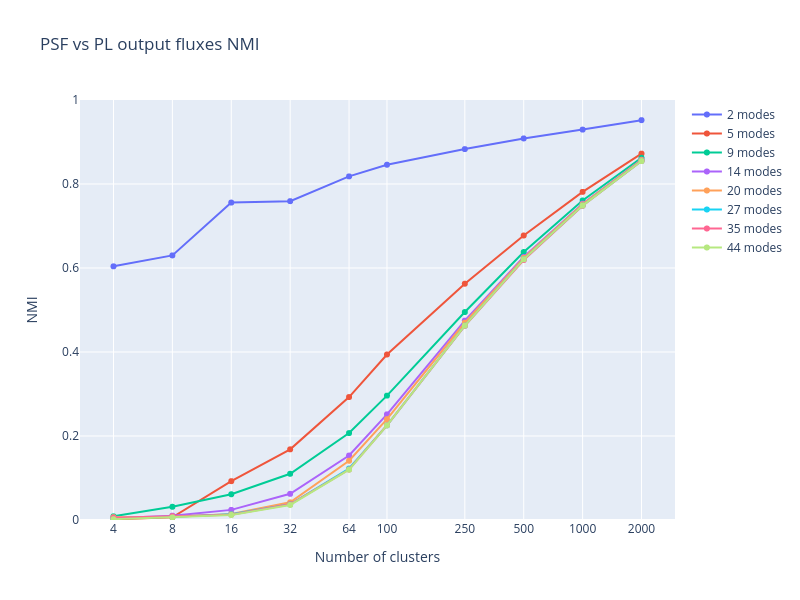 PSF vs PL output fluxes NMI
1
0.8
0.6
0.4
0.2
0
NMI
4 8 16 32 64 100 250 500 1000 2000
Number of clusters
2 modes
5 modes
9 modes
14 modes
20 modes
27 modes
35 modes
44 modes